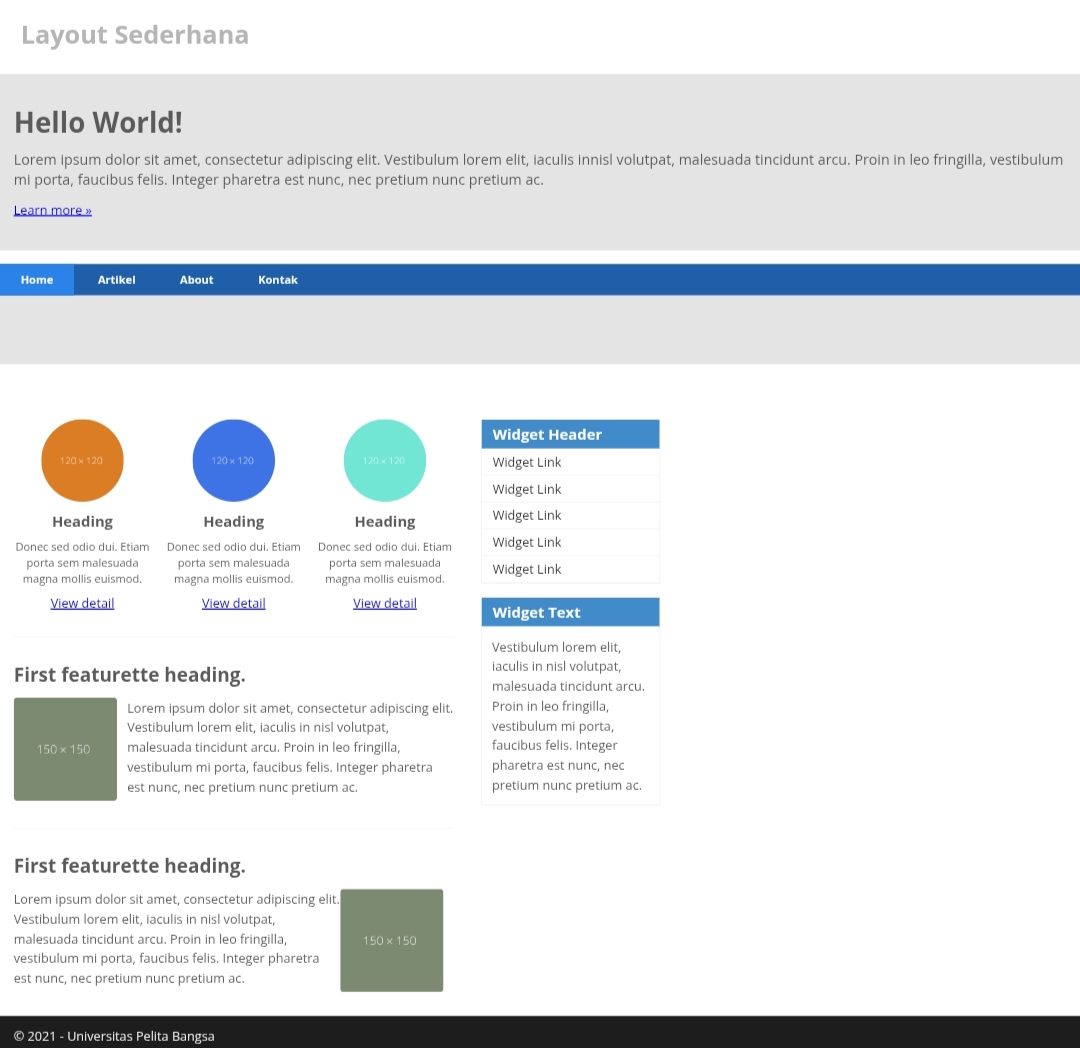 Layout Sederhana
Hello World!
Lorem ipsum dolor sit amet, consectetur adipiscing elit. Vestibulum lorem elit, iaculis innisl volutpat, malesuada tincidunt arcu. Proin in leo fringilla, vestibulum
mi porta, faucibus felis. Integer pharetra est nunc, nec pretium nunc pretium ac.
Learn more »
Home Artikel About Kontak
120 × 120
Heading
Donec sed odio dui. Etiam
porta sem malesuada
magna mollis euismod.
View detail
120 × 120
Heading
Donec sed odio dui. Etiam
porta sem malesuada
magna mollis euismod.
View detail
120 × 120
Heading
Donec sed odio dui. Etiam
porta sem malesuada
magna mollis euismod.
View detail
First featurette heading.
150 × 150
Lorem ipsum dolor sit amet, consectetur adipiscing elit.
Vestibulum lorem elit, iaculis in nisl volutpat,
malesuada tincidunt arcu. Proin in leo fringilla,
vestibulum mi porta, faucibus felis. Integer pharetra
est nunc, nec pretium nunc pretium ac.
First featurette heading.
Lorem ipsum dolor sit amet, consectetur adipiscing elit.
Vestibulum lorem elit, iaculis in nisl volutpat,
malesuada tincidunt arcu. Proin in leo fringilla,
vestibulum mi porta, faucibus felis. Integer pharetra
est nunc, nec pretium nunc pretium ac.
150 × 150
Widget Header
Widget Link
Widget Link
Widget Link
Widget Link
Widget Link
Widget Text
Vestibulum lorem elit,
iaculis in nisl volutpat,
malesuada tincidunt arcu.
Proin in leo fringilla,
vestibulum mi porta,
faucibus felis. Integer
pharetra est nunc, nec
pretium nunc pretium ac.
© 2021 - Universitas Pelita Bangsa